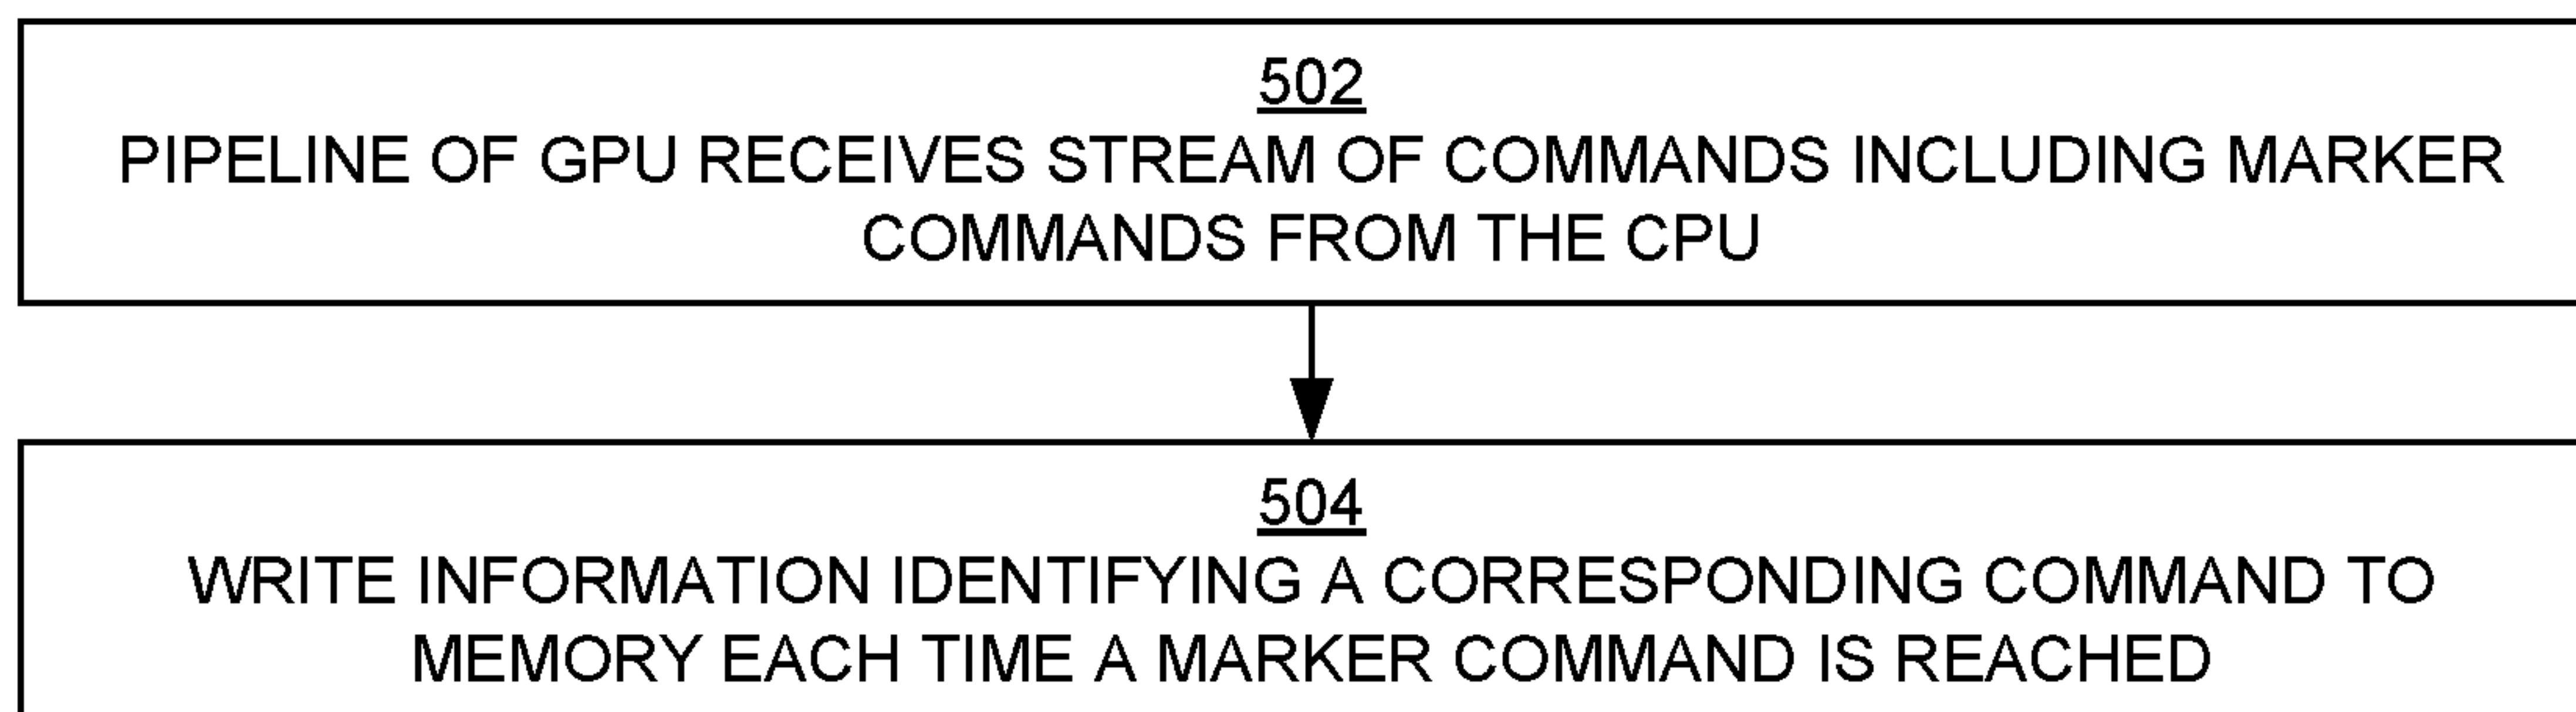 502
PIPELINE OF GPU RECEIVES STREAM OF COMMANDS INCLUDING MARKER
COMMANDS FROM THE CPU
504
WRITE INFORMATION IDENTIFYING A CORRESPONDING COMMAND TO
MEMORY EACH TIME A MARKER COMMAND IS REACHED